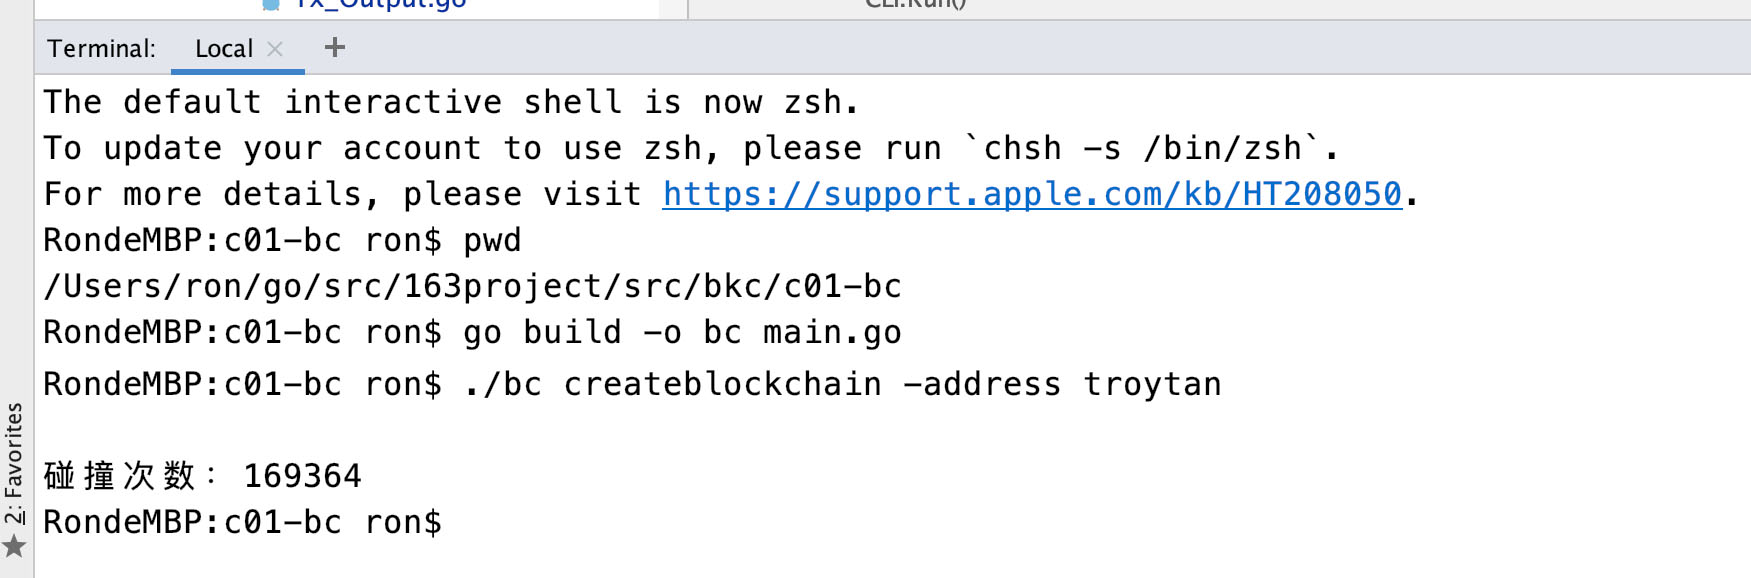 Tx_Output.go
CLI.Run()
Terminal: Local × +
The default interactive shell is now zsh.
To update your account to use zsh, please run `chsh -s /bin/zsh`.
For more details, please visit https://support.apple.com/kb/HT208050.
RondeMBP:c01-bc ron$ pwd
/Users/ron/go/src/163project/src/bkc/c01-bc
RondeMBP:c01-bc ron$ go build -o bc main.go
RondeMBP:c01-bc ron$ ./bc createblockchain -address troytan
碰撞次数: 169364
RondeMBP:c01-bc ron$
2: Favorites